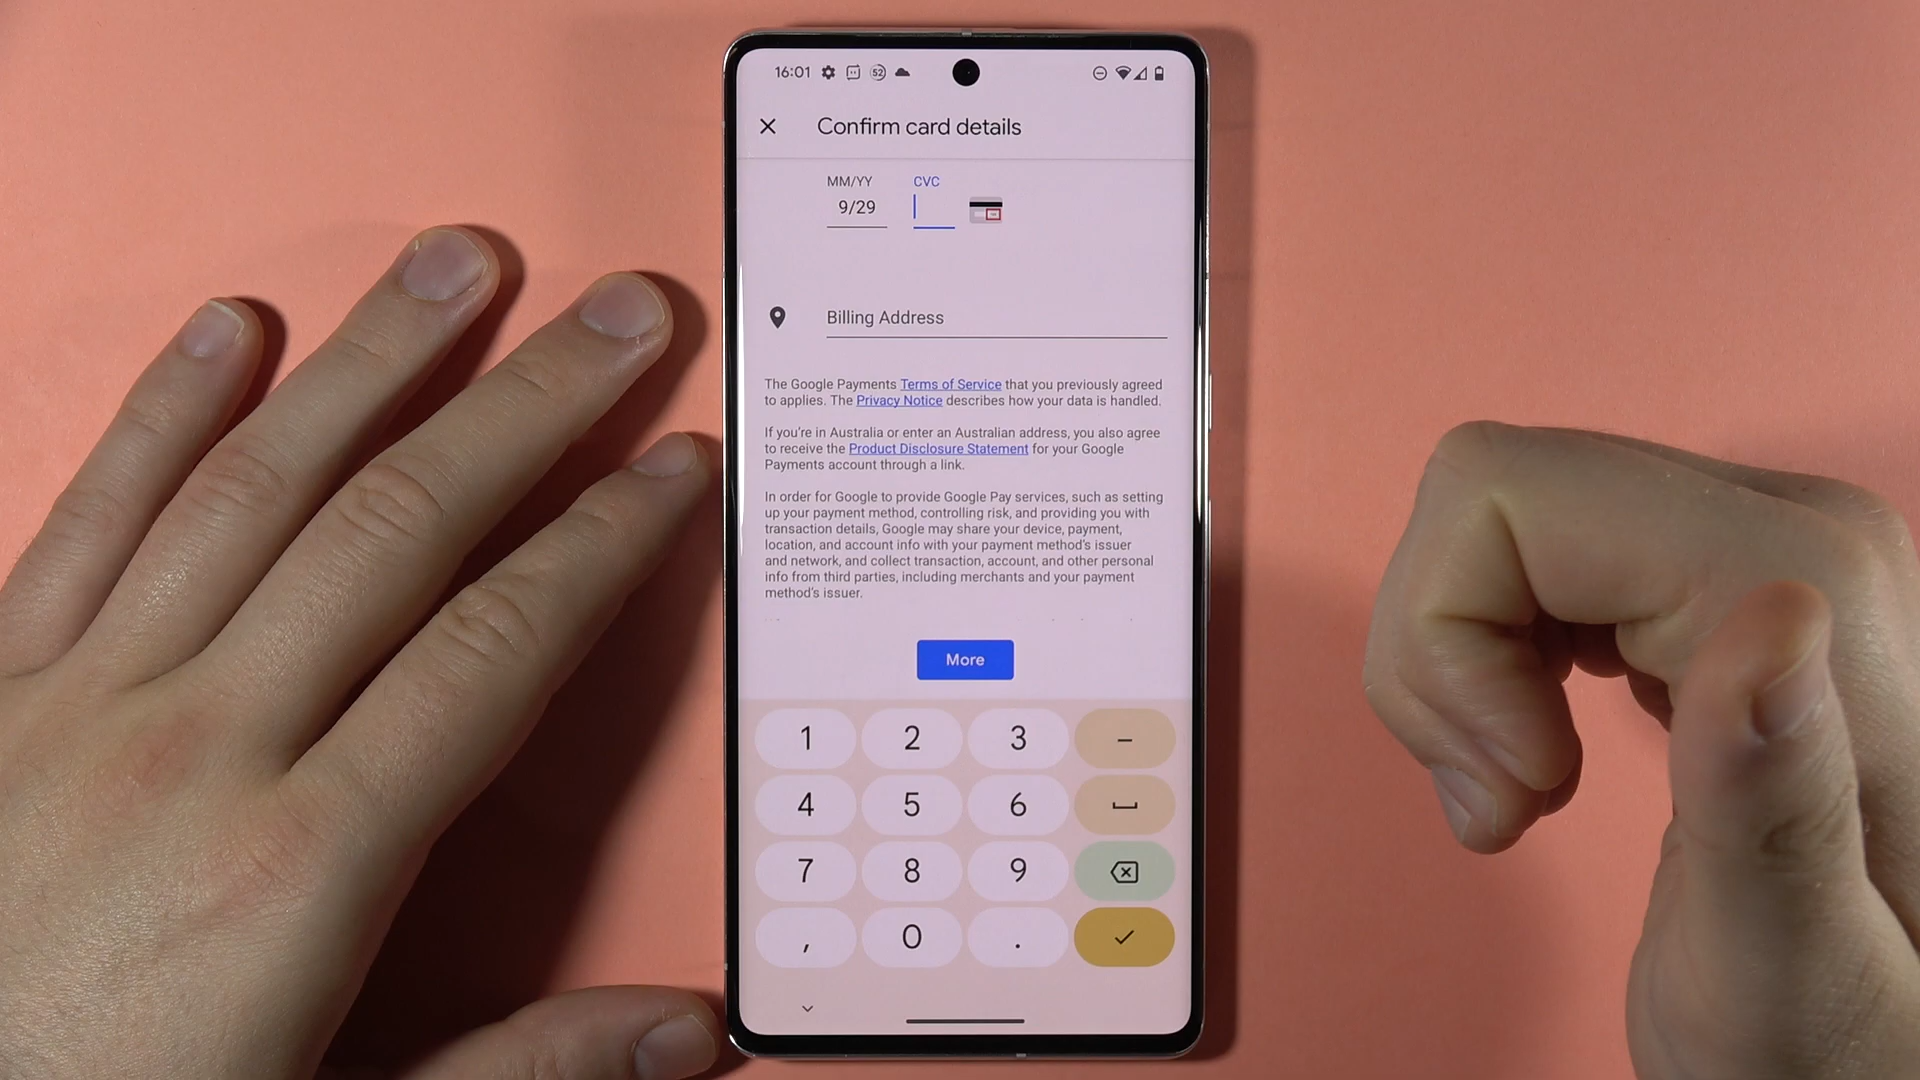 16:01 52
Confirm card details
MM/YY CVC
9/29
Billing Address
The Google Payments Terms of Service that you previously agreed
to applies. The Privacy Notice describes how your data is handled.
If you're in Australia or enter an Australian address, you also agree
to receive the Product Disclosure Statement for your Google
Payments account through a link.
In order for Google to provide Google Pay services, such as setting
up your payment method, controlling risk, and providing you with
transaction details, Google may share your device, payment,
location, and account info with your payment method's issuer
and network, and collect transaction, account, and other personal
info from third parties, including merchants and your payment
method's issuer.
More
1 2 3 –
4 5 6
7 8 9
, 0 .